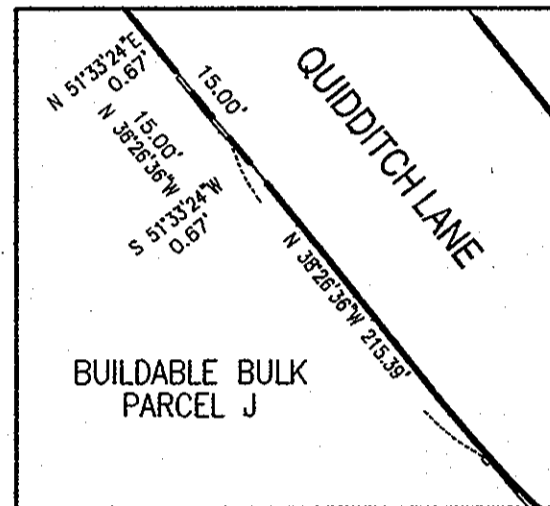 N 51°33'24"E
0.67'
15.00'
15.00'
N 38°26'36"W
S 51°33'24"W
0.67'
QUIDDITCH LANE
N 38°26'36"W 215.39'
BUILDABLE BULK
PARCEL J